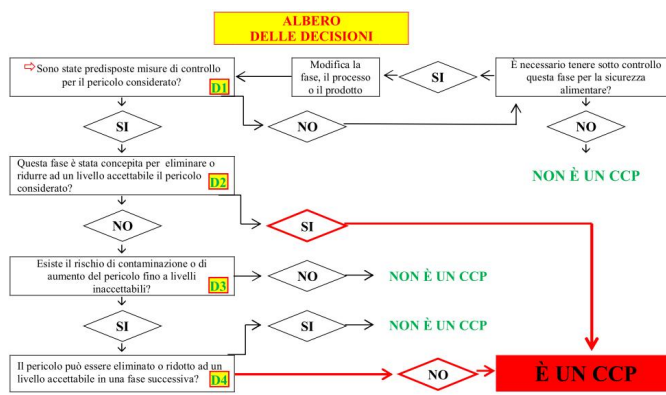 ALBERO
DELLE DECISIONI
⇨Sono state predisposte misure di controllo
per il pericolo considerato?
D1
Modifica la
fase, il processo
o il prodotto
SI
È necessario tenere sotto controllo
questa fase per la sicurezza
alimentare?
SI
NO
NO
NON È UN CCP
Questa fase è stata concepita per eliminare o
ridurre ad un livello accettabile il pericolo
considerato?
D2
NO
SI
Esiste il rischio di contaminazione o di
aumento del pericolo fino a livelli
inaccettabili?
D3
NO
NON È UN CCP
SI
SI
NON È UN CCP
Il pericolo può essere eliminato o ridotto ad un
livello accettabile in una fase successiva?
D4
NO
È UN CCP